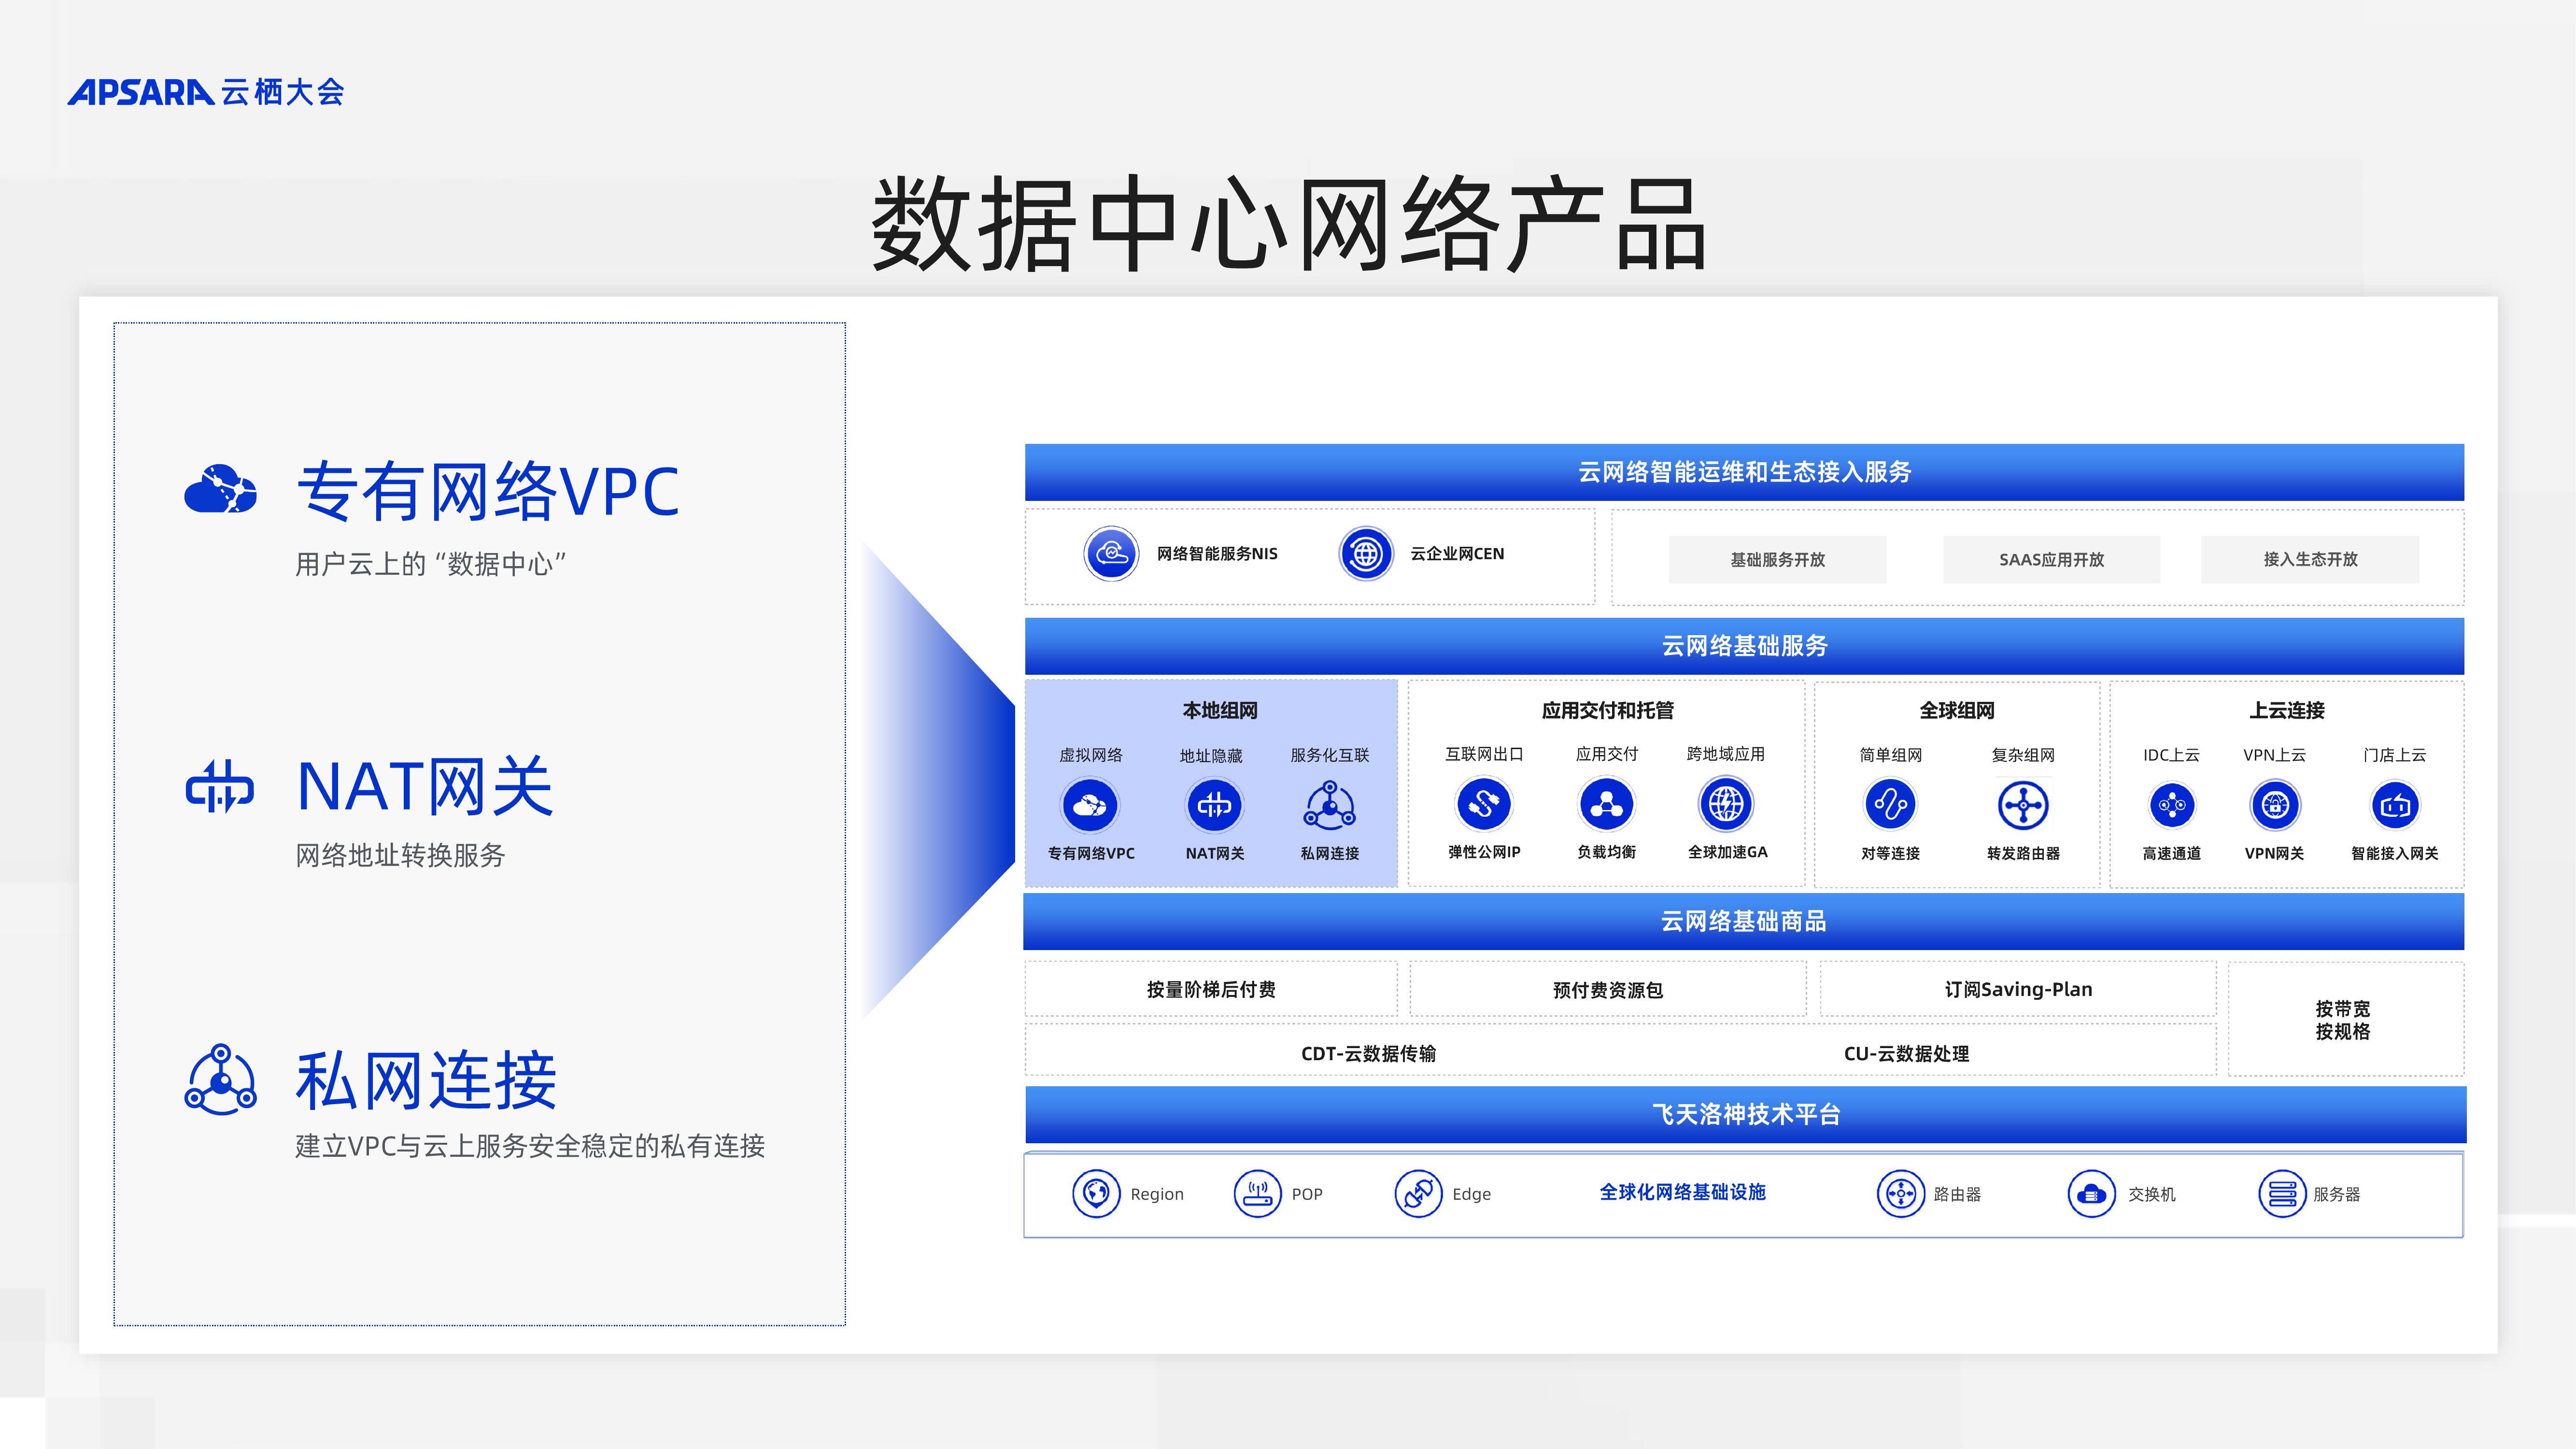 APSARA 云栖大会
数据中心网络产品
专有网络VPC
用户云上的 “数据中心”
NAT网关
网络地址转换服务
私网连接
建立VPC与云上服务安全稳定的私有连接
云网络智能运维和生态接入服务
网络智能服务NIS 云企业网CEN 基础服务开放 SAAS应用开放 接入生态开放
云网络基础服务
本地组网 应用交付和托管 全球组网 上云连接
虚拟网络 地址隐藏 服务化互联 互联网出口 应用交付 跨地域应用 简单组网 复杂组网 IDC上云 VPN上云 门店上云
专有网络VPC NAT网关 私网连接 弹性公网IP 负载均衡 全球加速GA 对等连接 转发路由器 高速通道 VPN网关 智能接入网关
云网络基础商品
按量阶梯后付费 预付费资源包 订阅Saving-Plan
按带宽
按规格
CDT-云数据传输 CU-云数据处理
飞天洛神技术平台
Region POP Edge 全球化网络基础设施 路由器 交换机 服务器